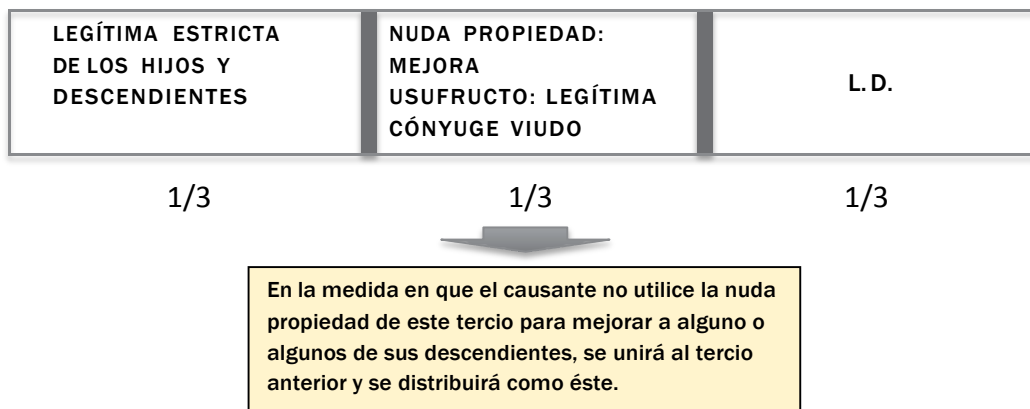 LEGÍTIMA ESTRICTA
DE LOS HIJOS Y
DESCENDIENTES
NUDA PROPIEDAD:
MEJORA
USUFRUCTO: LEGÍTIMA
CÓNYUGE VIUDO
L. D.
1/3
1/3
1/3
En la medida en que el causante no utilice la nuda
propiedad de este tercio para mejorar a alguno o
algunos de sus descendientes, se unirá al tercio
anterior y se distribuirá como éste.